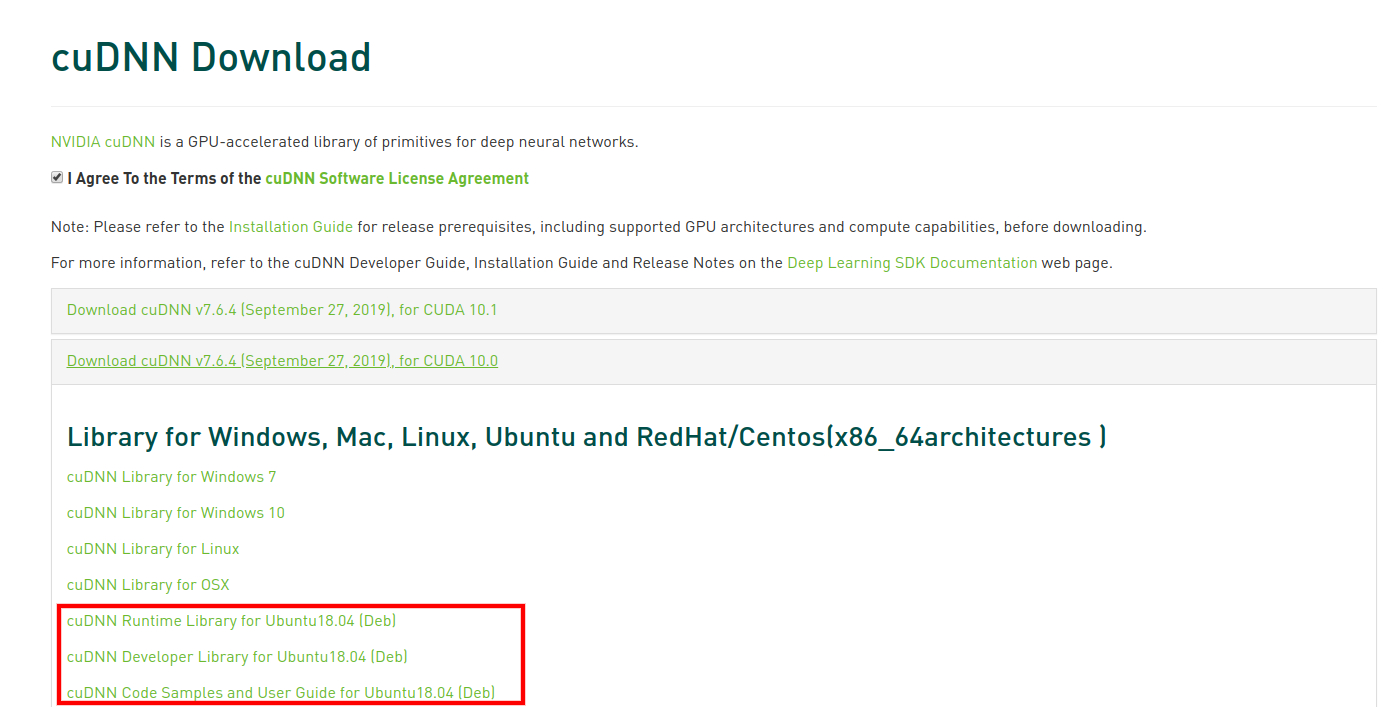 cuDNN Download
NVIDIA cuDNN is a GPU-accelerated library of primitives for deep neural networks.
I Agree To the Terms of the cuDNN Software License Agreement
Note: Please refer to the Installation Guide for release prerequisites, including supported GPU architectures and compute capabilities, before downloading.
For more information, refer to the cuDNN Developer Guide, Installation Guide and Release Notes on the Deep Learning SDK Documentation web page.
Download cuDNN v7.6.4 (September 27, 2019), for CUDA 10.1
Download cuDNN v7.6.4 (September 27, 2019), for CUDA 10.0
Library for Windows, Mac, Linux, Ubuntu and RedHat/Centos(x86_64architectures )
cuDNN Library for Windows 7
cuDNN Library for Windows 10
cuDNN Library for Linux
cuDNN Library for OSX
cuDNN Runtime Library for Ubuntu18.04 (Deb)
cuDNN Developer Library for Ubuntu18.04 (Deb)
cuDNN Code Samples and User Guide for Ubuntu18.04 (Deb)